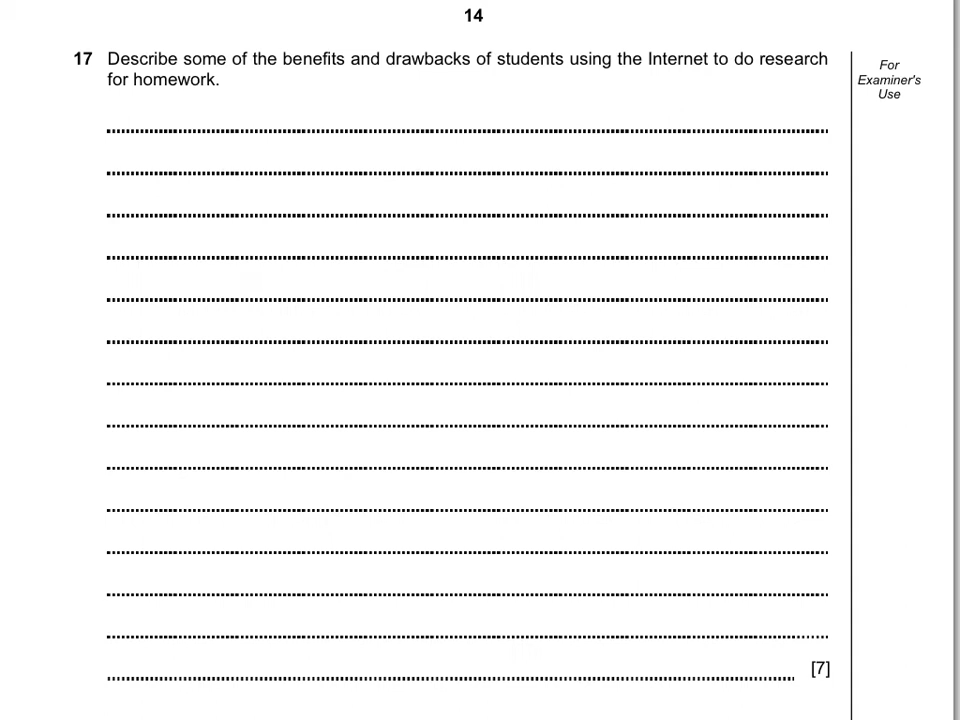 14
17 Describe some of the benefits and drawbacks of students using the Internet to do research
for homework.
For
Examiner's
Use
[7]